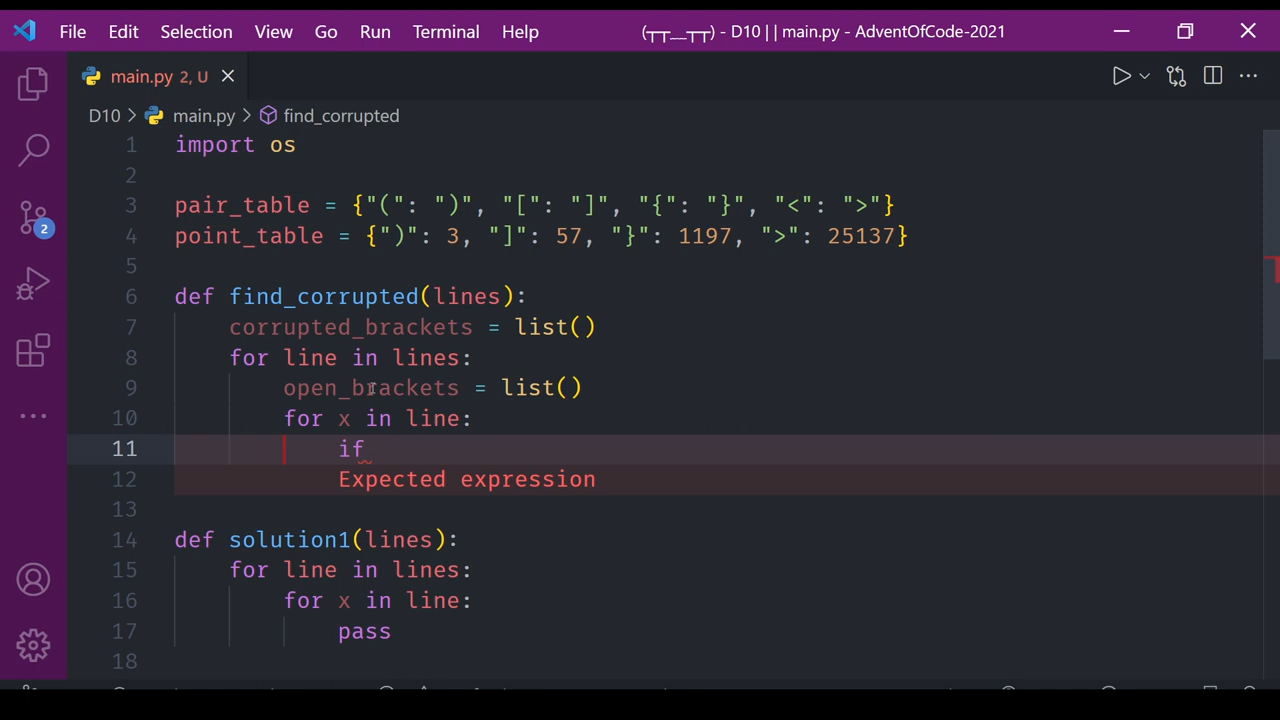 File Edit Selection View Go Run Terminal Help (┬┬﹏┬┬) - D10 || main.py - AdventOfCode-2021
main.py 2, U
D10 > main.py > find_corrupted
1 import os
2
3 pair_table = {"(": ")", "[": "]", "{": "}", "<": ">"}
4 point_table = {")": 3, "]": 57, "}": 1197, ">": 25137}
5
6 def find_corrupted(lines):
7 corrupted_brackets = list()
8 for line in lines:
9 open_brackets = list()
10 for x in line:
11 if
12 Expected expression
13
14 def solution1(lines):
15 for line in lines:
16 for x in line:
17 pass
18
2